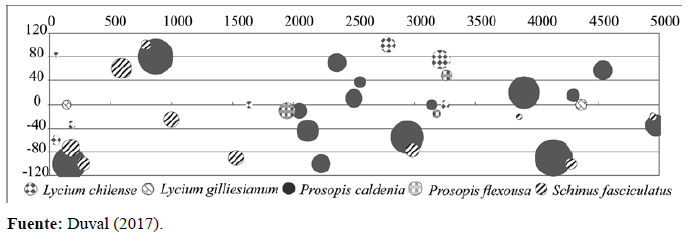 0 500 1000 1500 2000 2500 3000 3500 4000 4500 5000
120
80
40
0
-40
-80
-120
Lycium chilense Lycium gilliesianum Prosopis caldenia Prosopis flexousa Schinus fasciculatus
Fuente: Duval (2017).